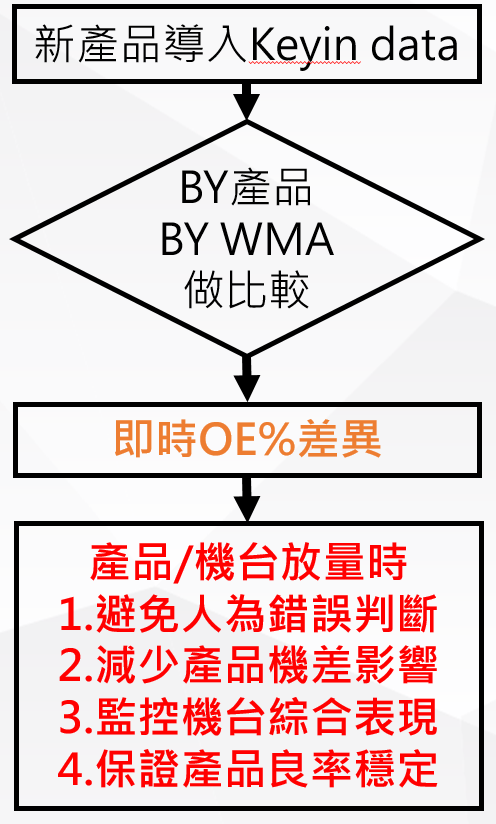 新產品導入Keyin data
BY產品
BY WMA
做比較
即時OE%差異
產品/機台放量時
1.避免人為錯誤判斷
2.減少產品機差影響
3.監控機台綜合表現
4.保證產品良率穩定